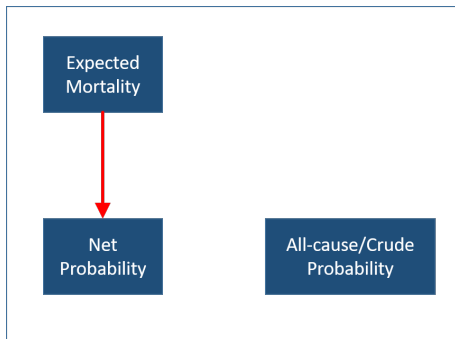 Expected
Mortality
Net
Probability
All-cause/Crude
Probability